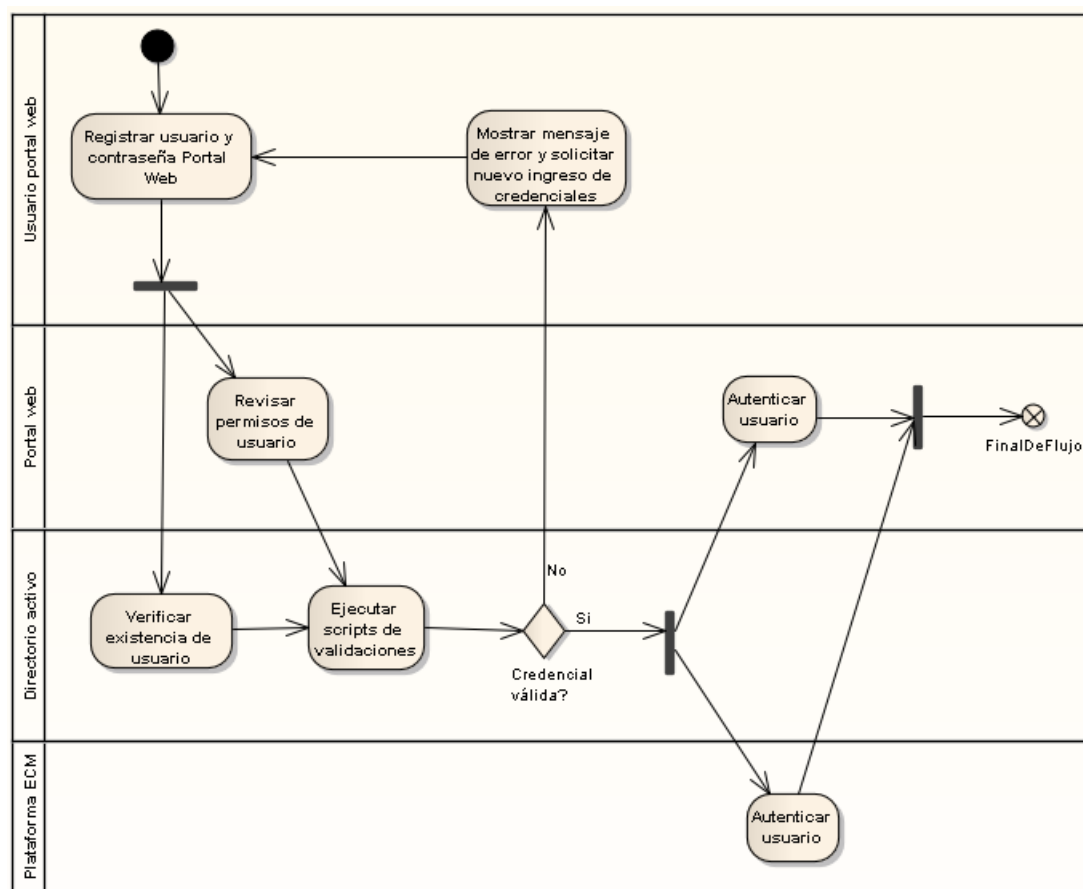 Usuario portal web
Registrar usuario y
contraseña Portal
Web
Mostrar mensaje
de error y solicitar
nuevo ingreso de
credenciales
Portal web
Revisar
permisos de
usuario
Autenticar
usuario
FinalDeFlujo
Directorio activo
Verificar
existencia de
usuario
Ejecutar
scripts de
validaciones
No
Si
Credencial
válida?
Plataforma ECM
Autenticar
usuario